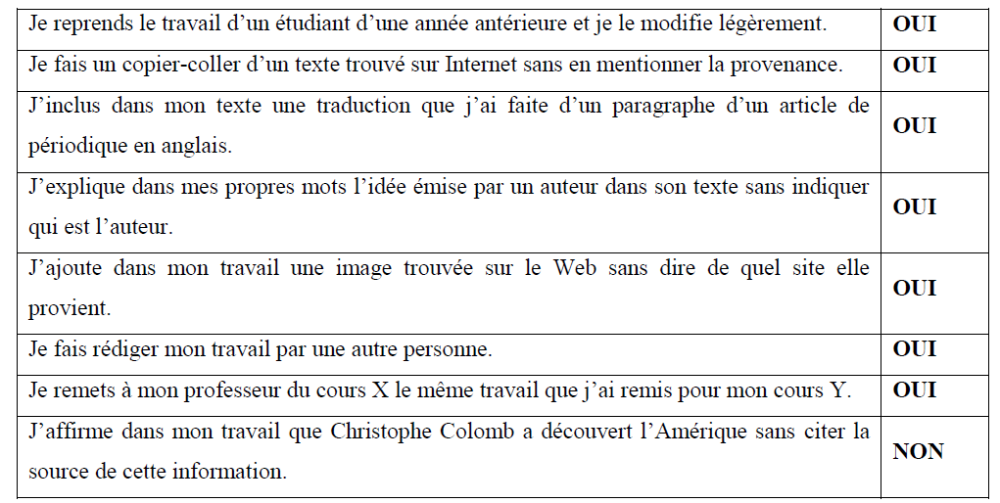 Je reprends le travail d’un étudiant d’une année antérieure et je le modifie légèrement. OUI
Je fais un copier-coller d’un texte trouvé sur Internet sans en mentionner la provenance. OUI
J’inclus dans mon texte une traduction que j’ai faite d’un paragraphe d’un article de
périodique en anglais.
OUI
J’explique dans mes propres mots l’idée émise par un auteur dans son texte sans indiquer
qui est l’auteur.
OUI
J’ajoute dans mon travail une image trouvée sur le Web sans dire de quel site elle
provient.
OUI
Je fais rédiger mon travail par une autre personne. OUI
Je remets à mon professeur du cours X le même travail que j’ai remis pour mon cours Y. OUI
J’affirme dans mon travail que Christophe Colomb a découvert l’Amérique sans citer la
source de cette information.
NON